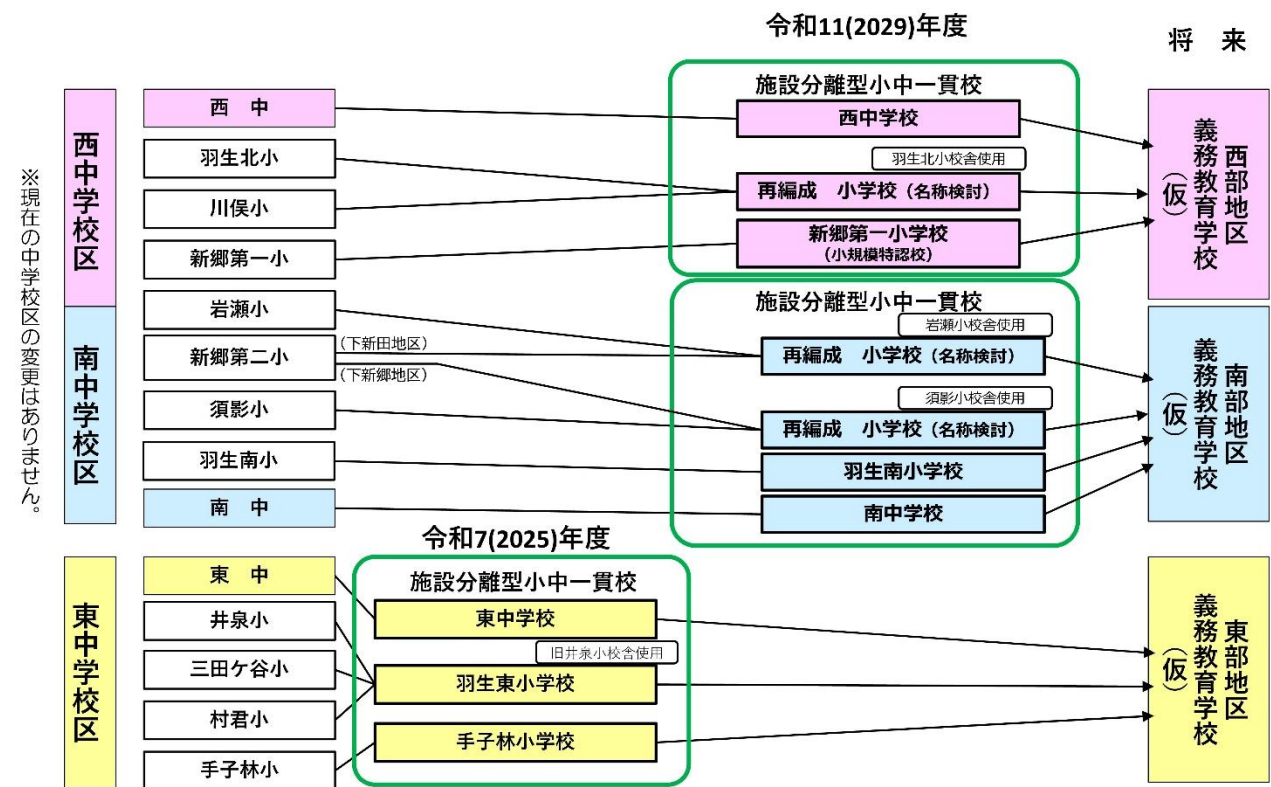 令和11(2029)年度
将　来
※現在の中学校区の変更はありません。
西中学校区
西　中
羽生北小
川俣小
新郷第一小
施設分離型小中一貫校
西中学校
羽生北小校舎使用
再編成　小学校（名称検討）
新郷第一小学校
（小規模特認校）
西部地区
義務教育学校
（仮）
南中学校区
岩瀬小
新郷第二小
（下新田地区）
（下新郷地区）
須影小
羽生南小
南　中
施設分離型小中一貫校
岩瀬小校舎使用
再編成　小学校（名称検討）
須影小校舎使用
再編成　小学校（名称検討）
羽生南小学校
南中学校
南部地区
義務教育学校
（仮）
令和7(2025)年度
東中学校区
東　中
井泉小
三田ケ谷小
村君小
手子林小
施設分離型小中一貫校
東中学校
旧井泉小校舎使用
羽生東小学校
手子林小学校
東部地区
義務教育学校
（仮）